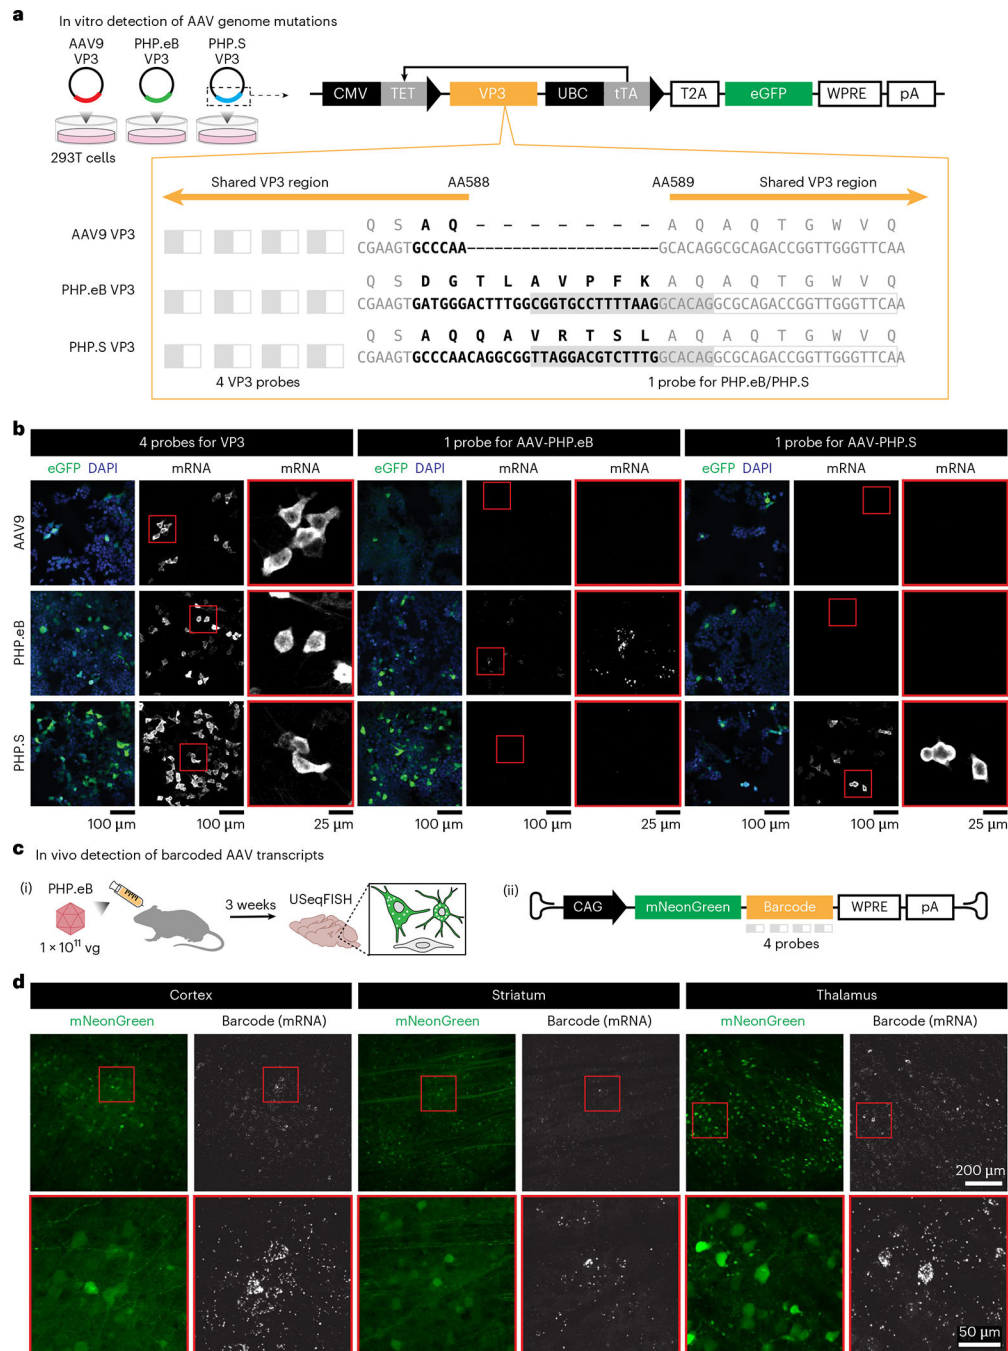 a
In vitro detection of AAV genome mutations
AAV9 VP3
PHP.eB VP3
PHP.S VP3
293T cells
CMV TET VP3 UBC tTA T2A eGFP WPRE pA
Shared VP3 region AA588 AA589 Shared VP3 region
Q S A Q - - - - - - - A Q A Q T G W V Q
AAV9 VP3
CGAAGTGCCCAA---------------------GCACAGGCGCAGACCGGTTGGGTTCAA
Q S D G T L A V P F K A Q A Q T G W V Q
PHP.eB VP3
CGAAGTGATGGGACTTTGGCGGTGCCTTTTAAGGCACAGGCGCAGACCGGTTGGGTTCAA
Q S A Q Q A V R T S L A Q A Q T G W V Q
PHP.S VP3
CGAAGTGCCCAACAGGCGGTTAGGACGTCTTTGGCACAGGCGCAGACCGGTTGGGTTCAA
4 VP3 probes 1 probe for PHP.eB/PHP.S
b
4 probes for VP3 1 probe for AAV-PHP.eB 1 probe for AAV-PHP.S
eGFP DAPI mRNA mRNA eGFP DAPI mRNA mRNA eGFP DAPI mRNA mRNA
AAV9
PHP.eB
PHP.S
100 µm 100 µm 25 µm 100 µm 100 µm 25 µm 100 µm 100 µm 25 µm
c
In vivo detection of barcoded AAV transcripts
(i)
PHP.eB
1 × 10¹¹ vg
3 weeks
USeqFISH
(ii)
CAG mNeonGreen Barcode WPRE pA
4 probes
d
Cortex Striatum Thalamus
mNeonGreen Barcode (mRNA) mNeonGreen Barcode (mRNA) mNeonGreen Barcode (mRNA)
200 µm
50 µm